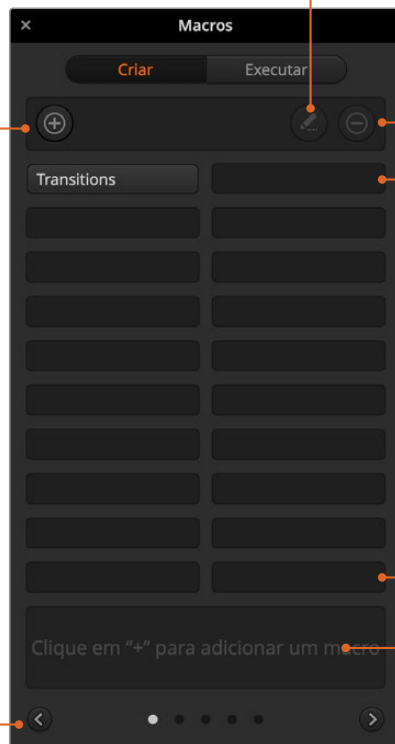 Macros
Criar Executar
Transitions
Clique em “+” para adicionar um macro